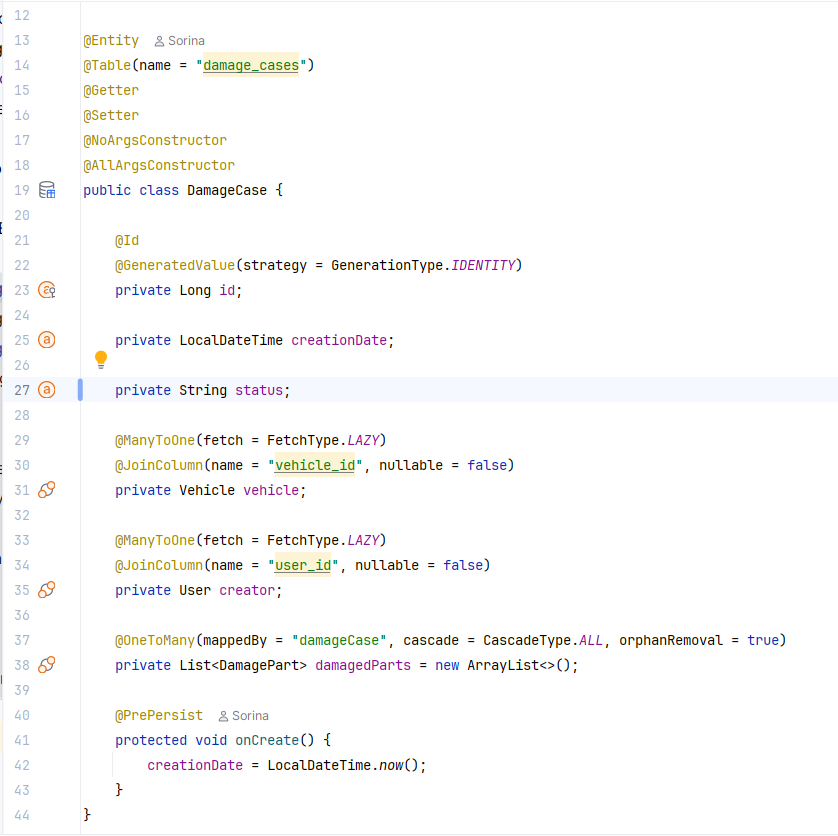 12
13 @Entity Sorina
14 @Table(name = "damage_cases")
15 @Getter
16 @Setter
17 @NoArgsConstructor
18 @AllArgsConstructor
19 public class DamageCase {
20
21 @Id
22 @GeneratedValue(strategy = GenerationType.IDENTITY)
23 private Long id;
24
25 private LocalDateTime creationDate;
26
27 private String status;
28
29 @ManyToOne(fetch = FetchType.LAZY)
30 @JoinColumn(name = "vehicle_id", nullable = false)
31 private Vehicle vehicle;
32
33 @ManyToOne(fetch = FetchType.LAZY)
34 @JoinColumn(name = "user_id", nullable = false)
35 private User creator;
36
37 @OneToMany(mappedBy = "damageCase", cascade = CascadeType.ALL, orphanRemoval = true)
38 private List<DamagePart> damagedParts = new ArrayList<>();
39
40 @PrePersist Sorina
41 protected void onCreate() {
42 creationDate = LocalDateTime.now();
43 }
44 }